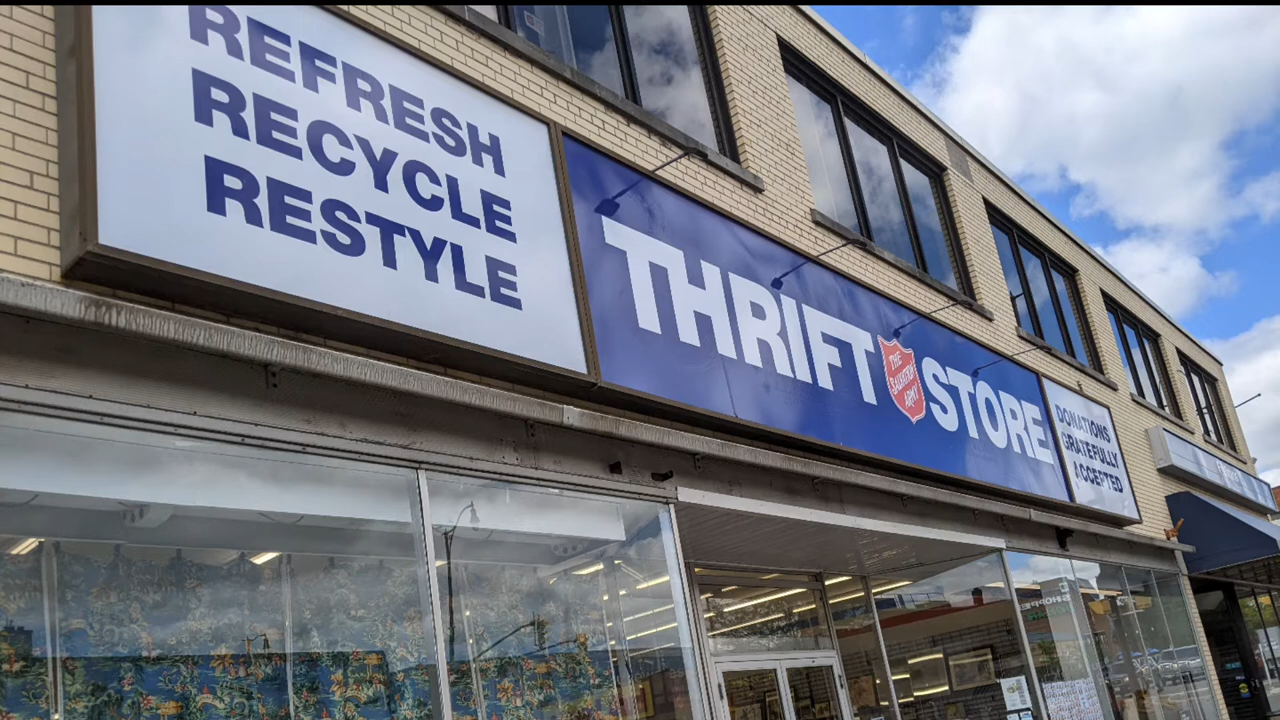 REFRESH
RECYCLE
RESTYLE
THRIFT
THE
SALVATION
ARMY
STORE
DONATIONS
GRATEFULLY
ACCEPTED